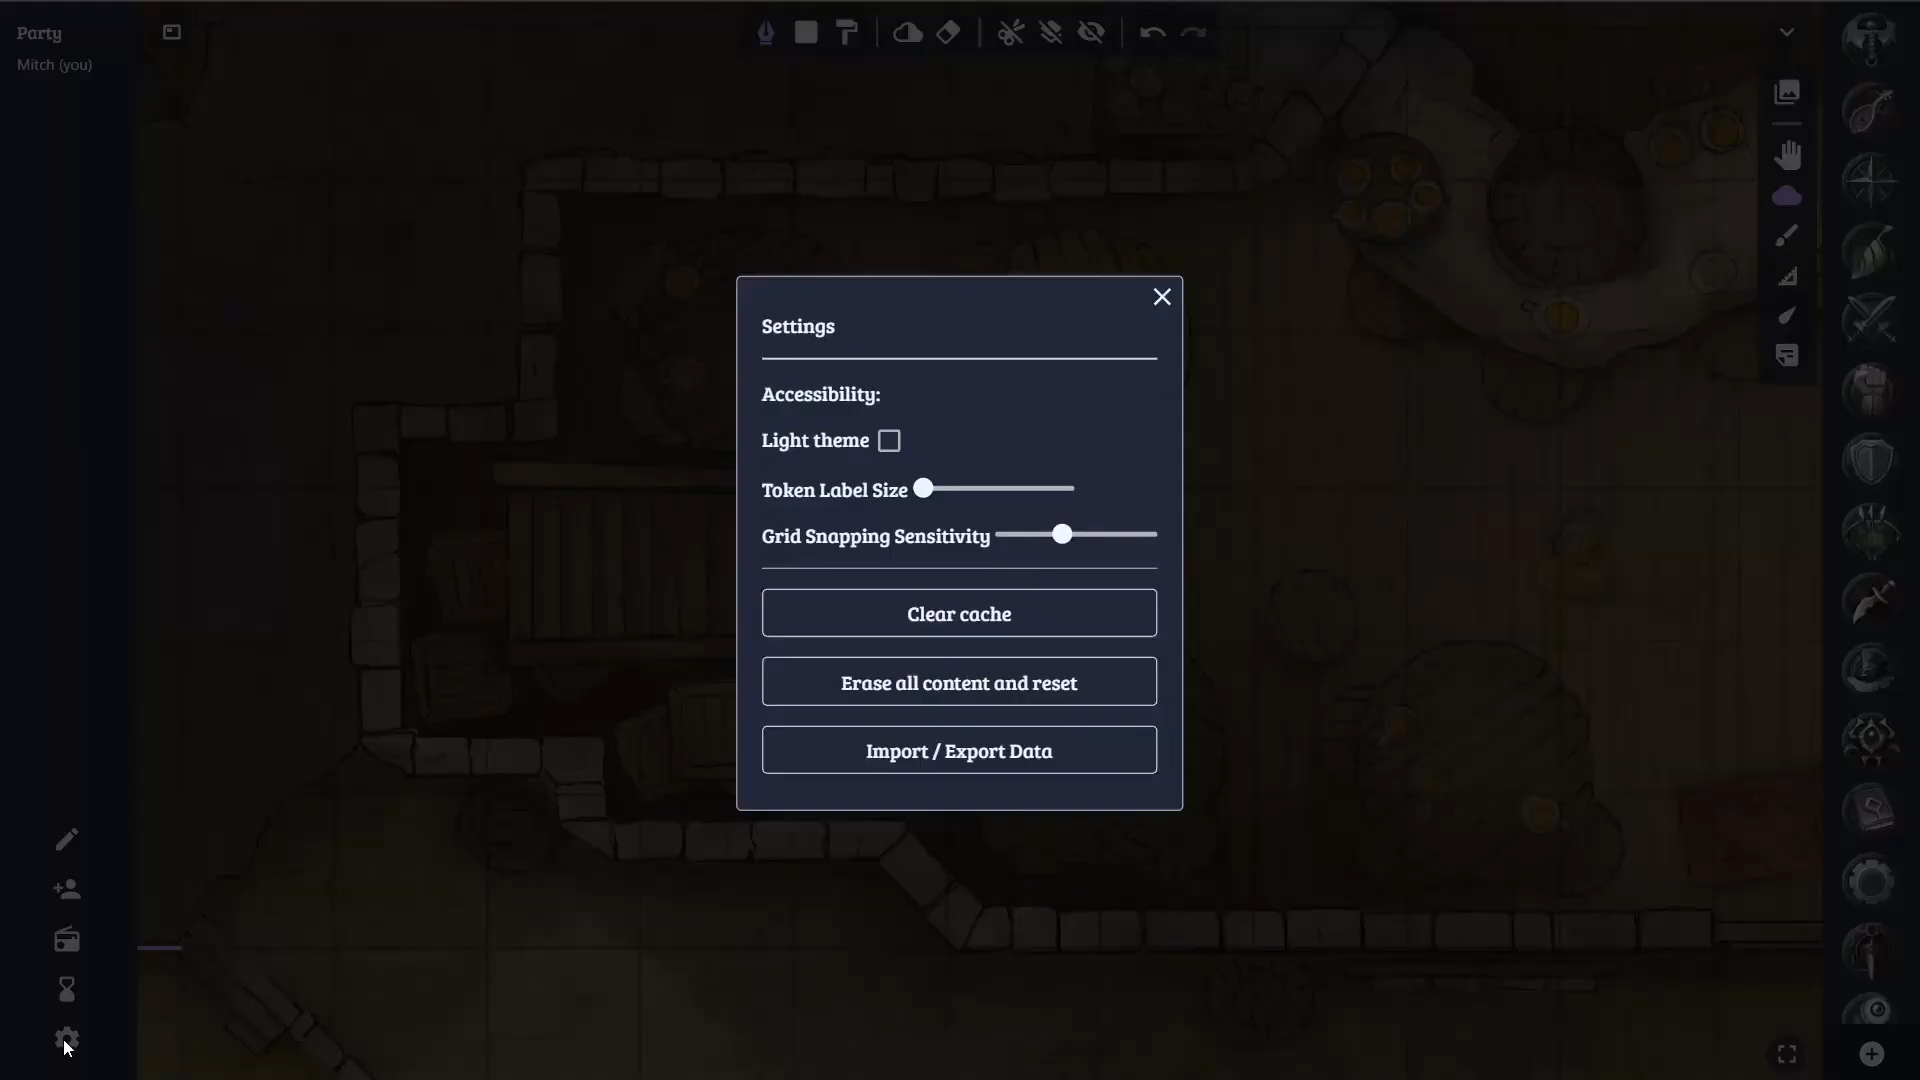 Party
Mitch (you)
Settings
Accessibility:
Light theme
Token Label Size
Grid Snapping Sensitivity
Clear cache
Erase all content and reset
Import / Export Data